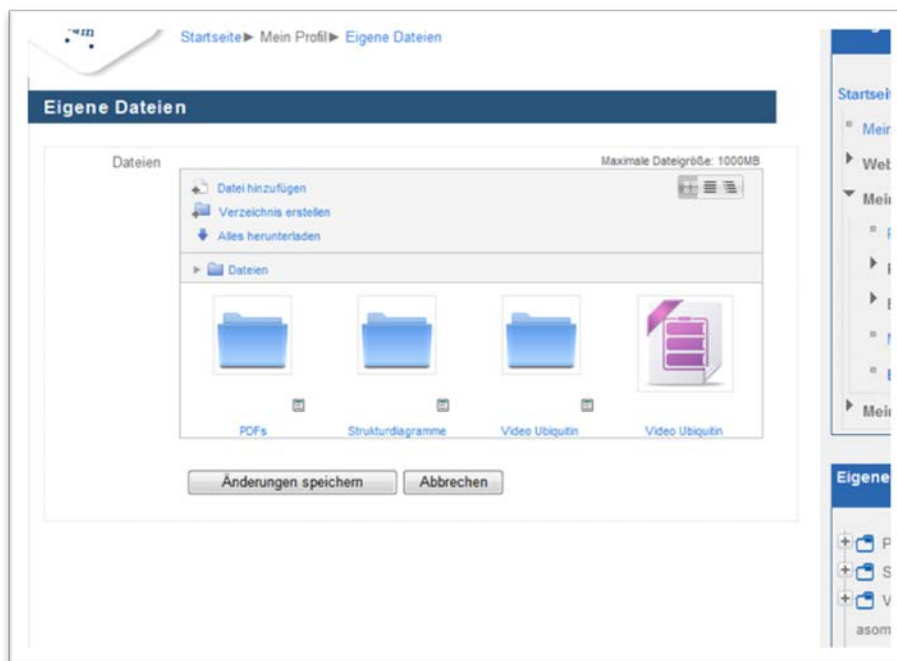 Startseite▶ Mein Profil▶ Eigene Dateien
Eigene Dateien
Dateien
Maximale Dateigröße: 1000MB
Datei hinzufügen
Verzeichnis erstellen
Alles herunterladen
Dateien
PDFs
Strukturdiagramme
Video Ubiquitin
Video Ubiquitin
Änderungen speichern
Abbrechen
Startseit
Mein
Web
Mein
Mein
Eigene
P
S
V
asom